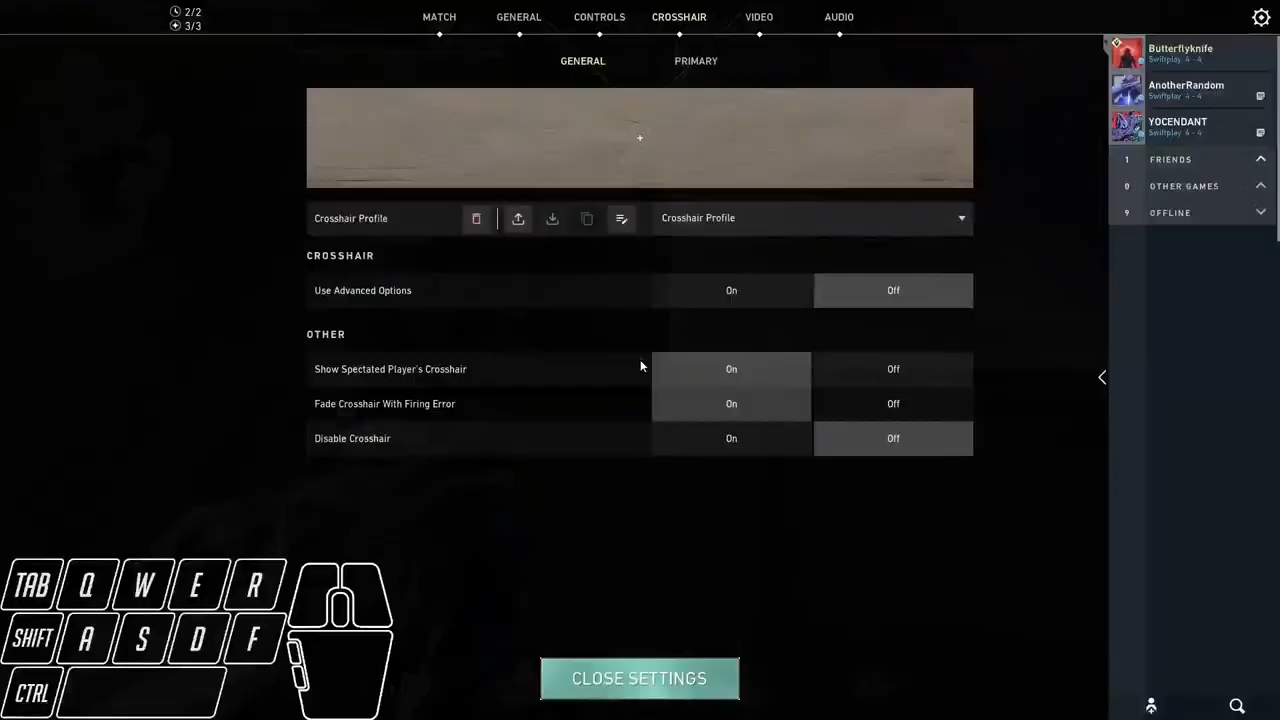 2/2
3/3
MATCH GENERAL CONTROLS CROSSHAIR VIDEO AUDIO
GENERAL PRIMARY
Crosshair Profile Crosshair Profile
CROSSHAIR
Use Advanced Options On Off
OTHER
Show Spectated Player's Crosshair On Off
Fade Crosshair With Firing Error On Off
Disable Crosshair On Off
CLOSE SETTINGS
Butterflyknife
Swiftplay 4 - 4
AnotherRandom
Swiftplay 4 - 4
YOCENDANT
Swiftplay 4 - 4
1 FRIENDS
0 OTHER GAMES
9 OFFLINE
TAB Q W E R
SHIFT A S D F
CTRL